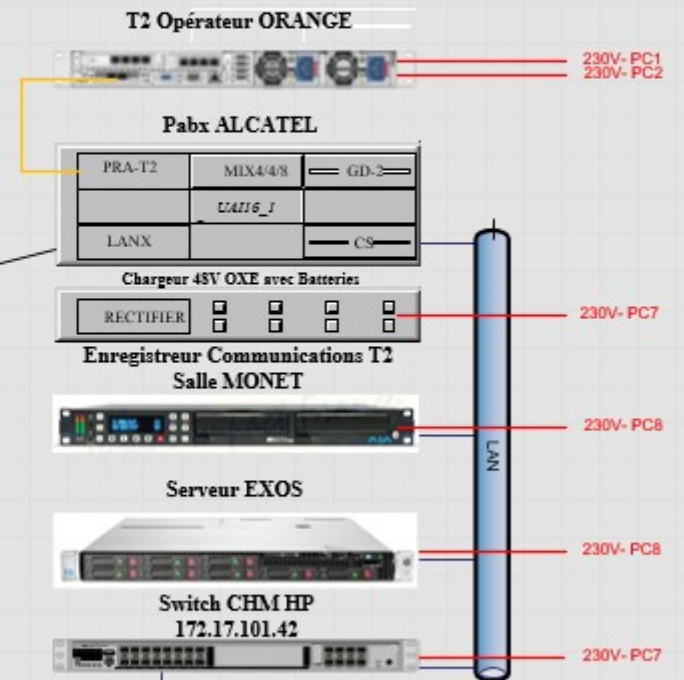 T2 Opérateur ORANGE
230V- PC1
230V- PC2
Pabx ALCATEL
PRA-T2
MIX4/4/8
GD-2
UAI16_1
LANX
CS
Chargeur 48V OXE avec Batteries
RECTIFIER
230V- PC7
Enregistreur Communications T2
Salle MONET
230V- PC8
AJA
LAN
Serveur EXOS
230V- PC8
Switch CHM HP
172.17.101.42
230V- PC7